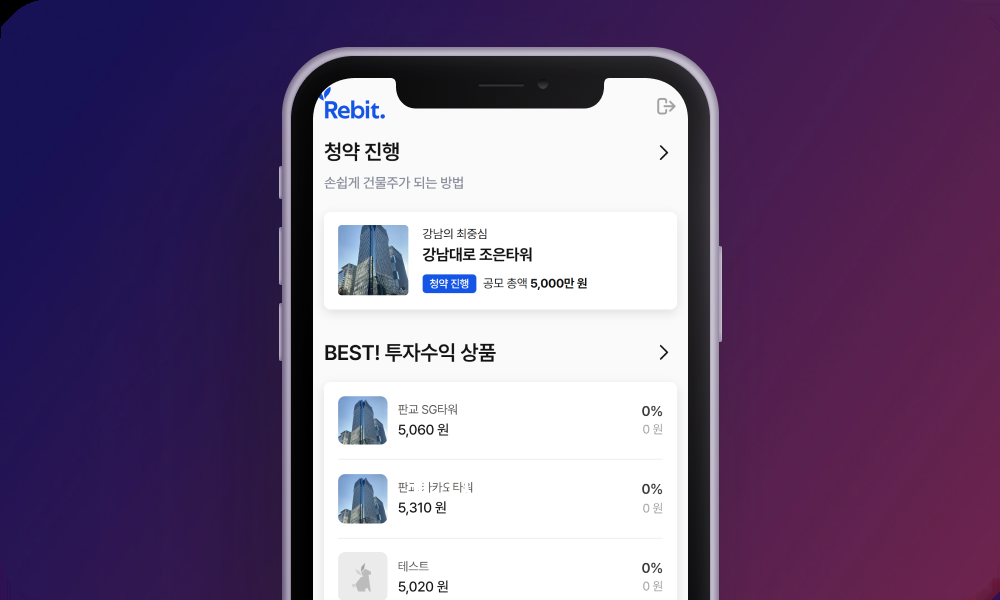 Rebit.
청약 진행
손쉽게 건물주가 되는 방법
강남의 최중심
강남대로 조은타워
청약 진행 공모 총액 5,000만 원
BEST! 투자수익 상품
판교 SG타워
5,060 원
0%
0 원
판교 타워
5,310 원
0%
0 원
테스트
5,020 원
0%
0 원